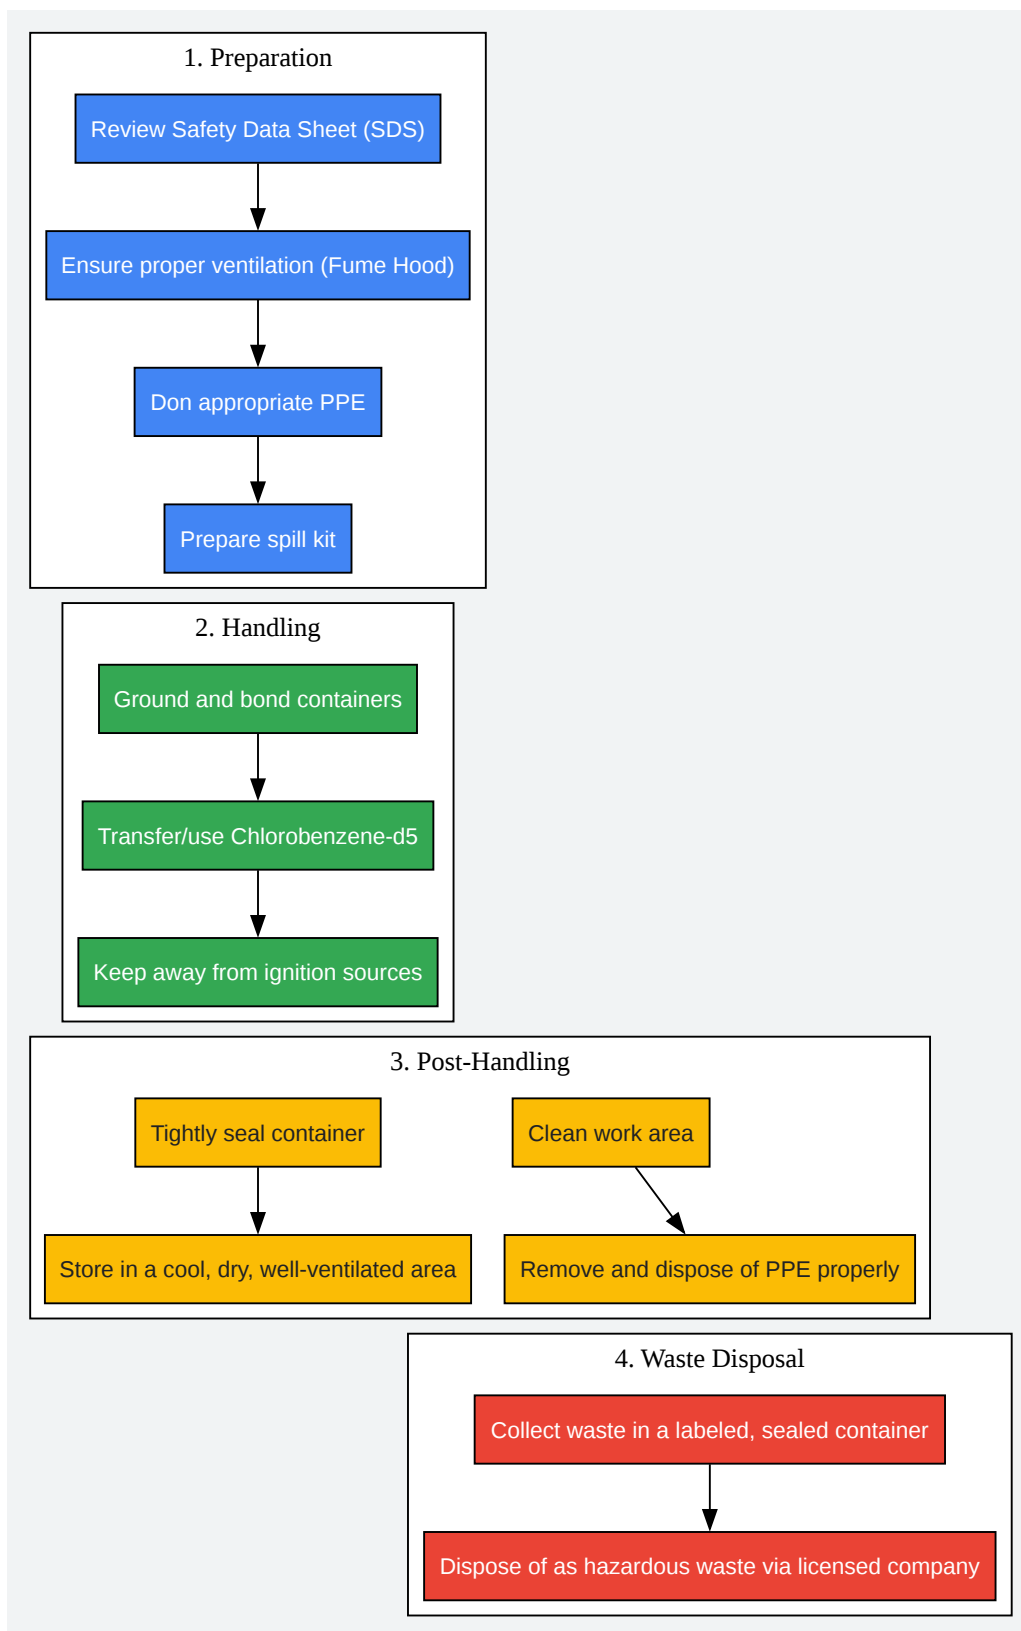 1. Preparation
Review Safety Data Sheet (SDS)
Ensure proper ventilation (Fume Hood)
Don appropriate PPE
Prepare spill kit
2. Handling
Ground and bond containers
Transfer/use Chlorobenzene-d5
Keep away from ignition sources
3. Post-Handling
Tightly seal container
Clean work area
Store in a cool, dry, well-ventilated area
Remove and dispose of PPE properly
4. Waste Disposal
Collect waste in a labeled, sealed container
Dispose of as hazardous waste via licensed company